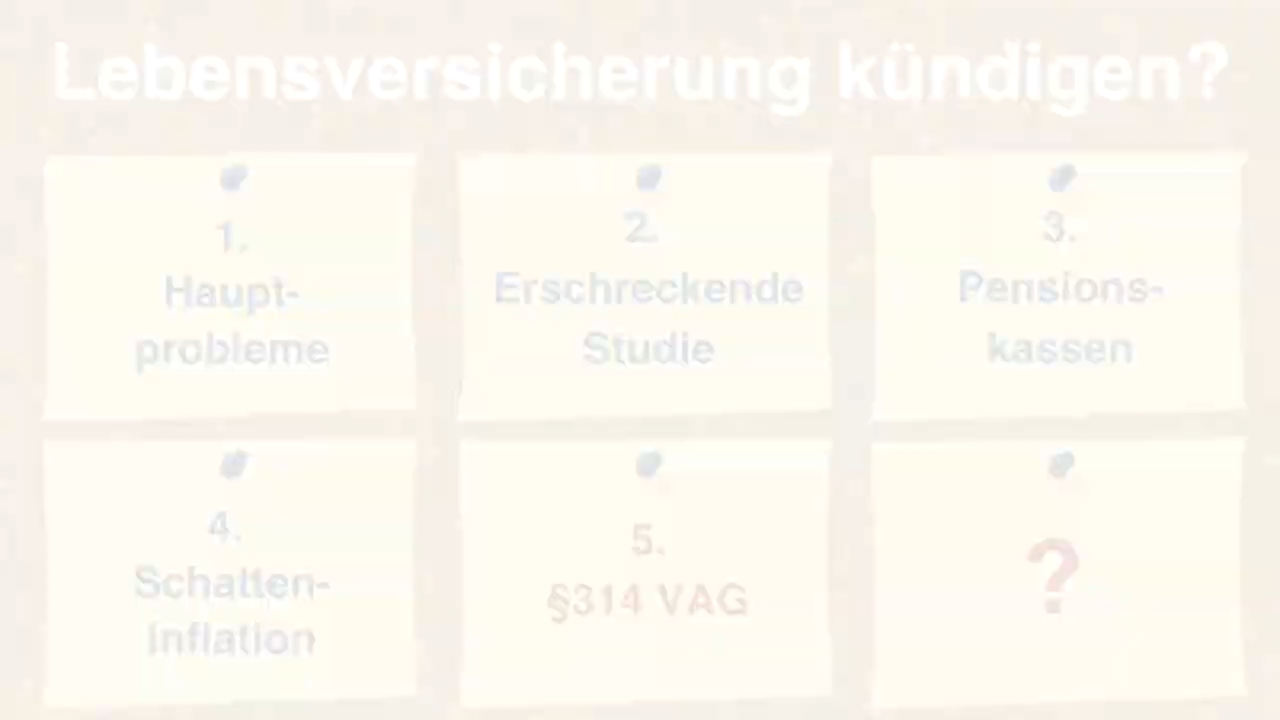 Lebensversicherung kündigen?
1.
Haupt-
probleme
2.
Erschreckende
Studie
3.
Pensions-
kassen
4.
Schatten-
Inflation
5.
§314 VAG
?